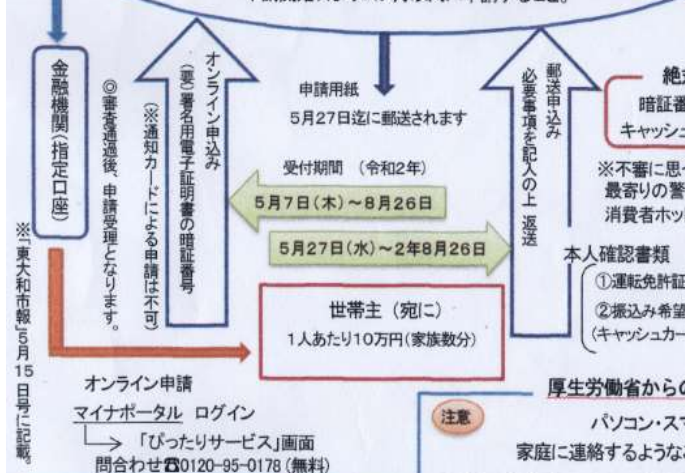 金融機関(指定口座)
◎審査通過後、申請受理となります。
※「東大和市報」5月15日号に記載。
オンライン申込み
(要)署名用電子証明書の暗証番号
(※通知カードによる申請は不可)
申請用紙
5月27日迄に郵送されます
受付期間 (令和2年)
5月7日(木)~8月26日
5月27日(水)~2年8月26日
郵送申込み
必要事項を記入の上 返送
世帯主(宛に)
1人あたり10万円(家族数分)
オンライン申請
マイナポータル ログイン
「ぴったりサービス」画面
問合わせ☎0120-95-0178(無料)
暗証番
キャッシュ
※不審に思
最寄りの警
消費者ホッ
本人確認書類
①運転免許証
②振込み希望
(キャッシュカー
厚生労働省からの
注意
パソコン・スマ
家庭に連絡するような